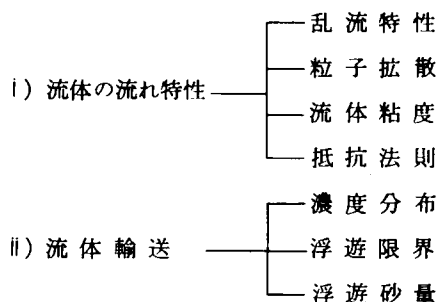 乱流特性
粒子拡散
i) 流体の流れ特性
流体粘度
抵抗法則
濃度分布
ii) 流体輸送
浮遊限界
浮遊砂量